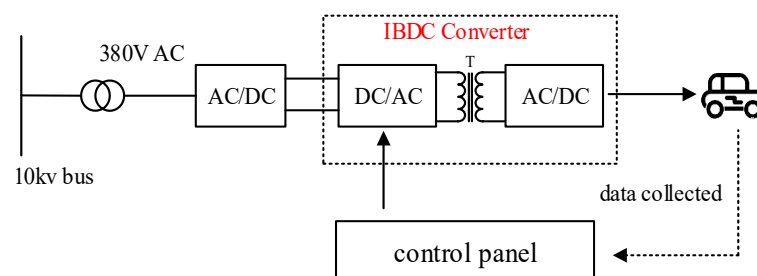 IBDC Converter
380V AC
T
AC/DC
DC/AC
AC/DC
10kv bus
data collected
control panel